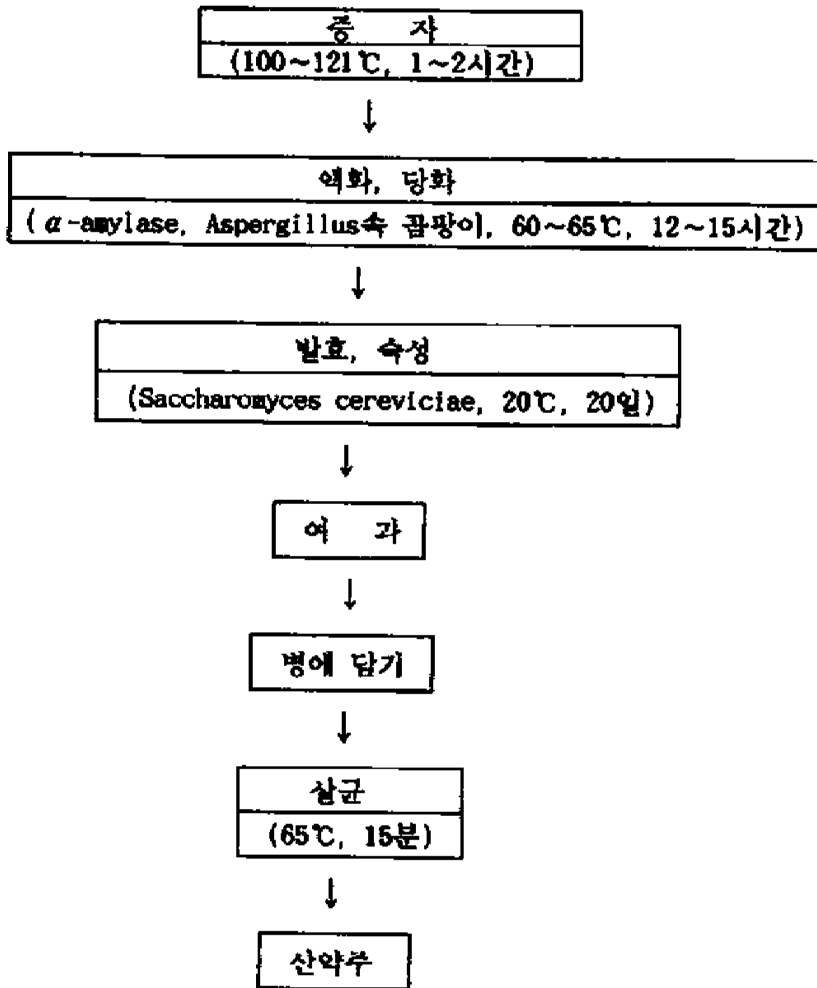 증 자
(100~121℃, 1~2시간)
↓
액화, 당화
(α-amylase, Aspergillus속 곰팡이, 60~65℃, 12~15시간)
↓
발효, 숙성
(Saccharomyces cereviciae, 20℃, 20일)
↓
여 과
↓
병에 담기
↓
살균
(65℃, 15분)
↓
산약주